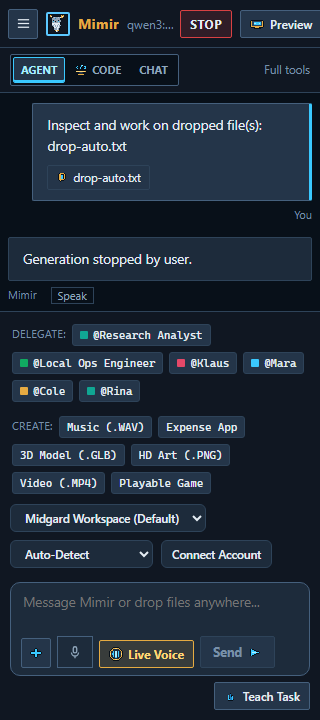 Mimir qwen3:... STOP Preview
AGENT CODE CHAT Full tools
Inspect and work on dropped file(s):
drop-auto.txt
drop-auto.txt
You
Generation stopped by user.
Mimir Speak
DELEGATE: @Research Analyst
@Local Ops Engineer @Klaus @Mara
@Cole @Rina
CREATE: Music (.WAV) Expense App
3D Model (.GLB) HD Art (.PNG)
Video (.MP4) Playable Game
Midgard Workspace (Default)
Auto-Detect Connect Account
Message Mimir or drop files anywhere...
Live Voice Send
Teach Task